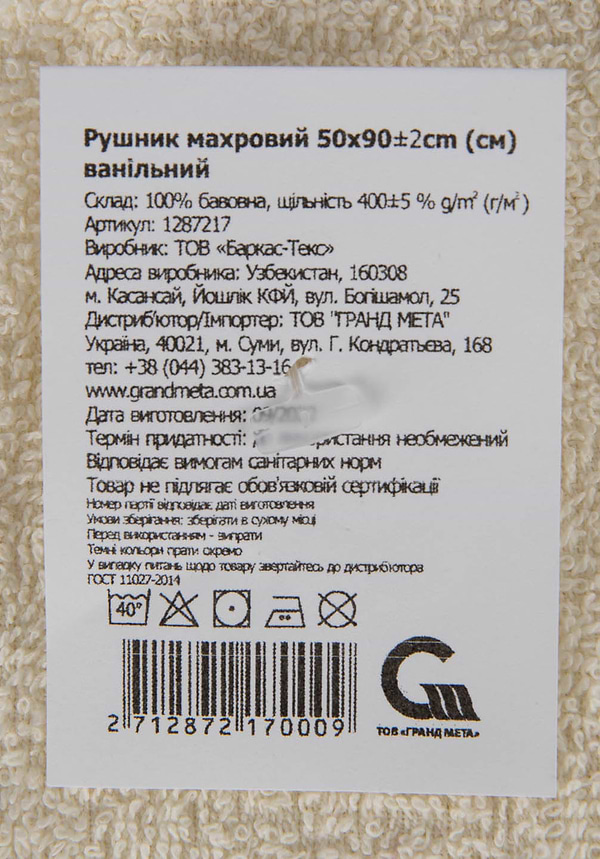 Рушник махровий 50х90±2cm (см)
ванільний
Склад: 100% бавовна, щільність 400±5 % g/m² (г/м²)
Артикул: 1287217
Виробник: ТОВ «Баркас-Текс»
Адреса виробника: Узбекистан, 160308
м. Касансай, Йошлік КФЙ, вул. Богішамол, 25
Дистриб'ютор/Імпортер: ТОВ "ГРАНД МЕТА"
Україна, 40021, м. Суми, вул. Г. Кондратьєва, 168
тел: +38 (044) 383-13-16
www.grandmeta.com.ua
Дата виготовлення:
Термін придатності: необмежений
Відповідає вимогам санітарних норм
Товар не підлягає обов'язковій сертифікації
Номер партії відповідає даті виготовлення
Умови зберігання: зберігати в сухому місці
Перед використанням - випрати
Темні кольори прати окремо
У випадку питань щодо товару звертайтесь до дистриб'ютора
ГОСТ 11027-2014
40°
2 712872 170009
ТОВ «ГРАНД МЕТА»